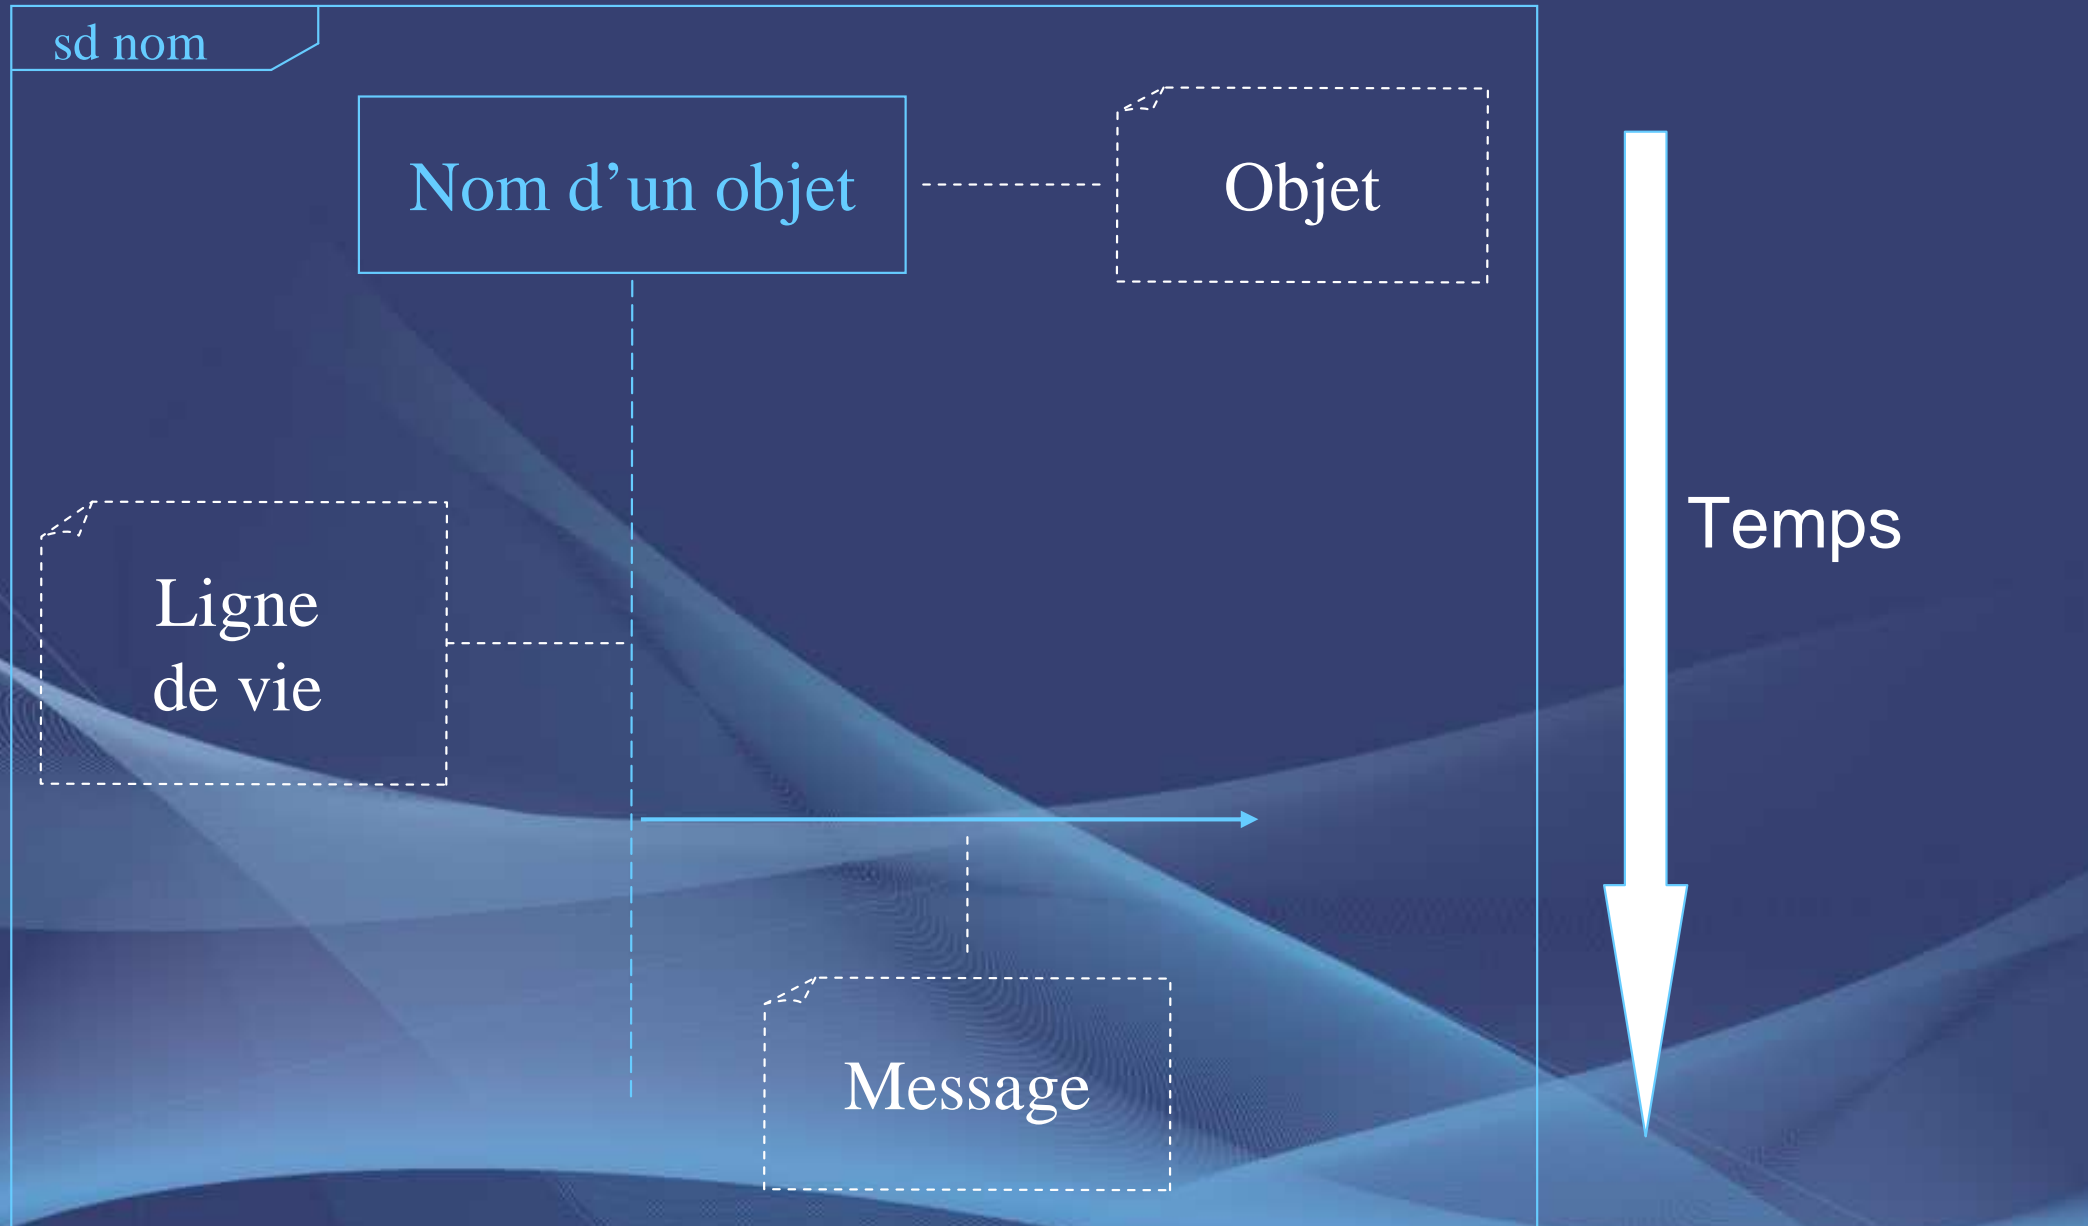 sd nom
Nom d’un objet
Objet
Temps
Ligne
de vie
Message